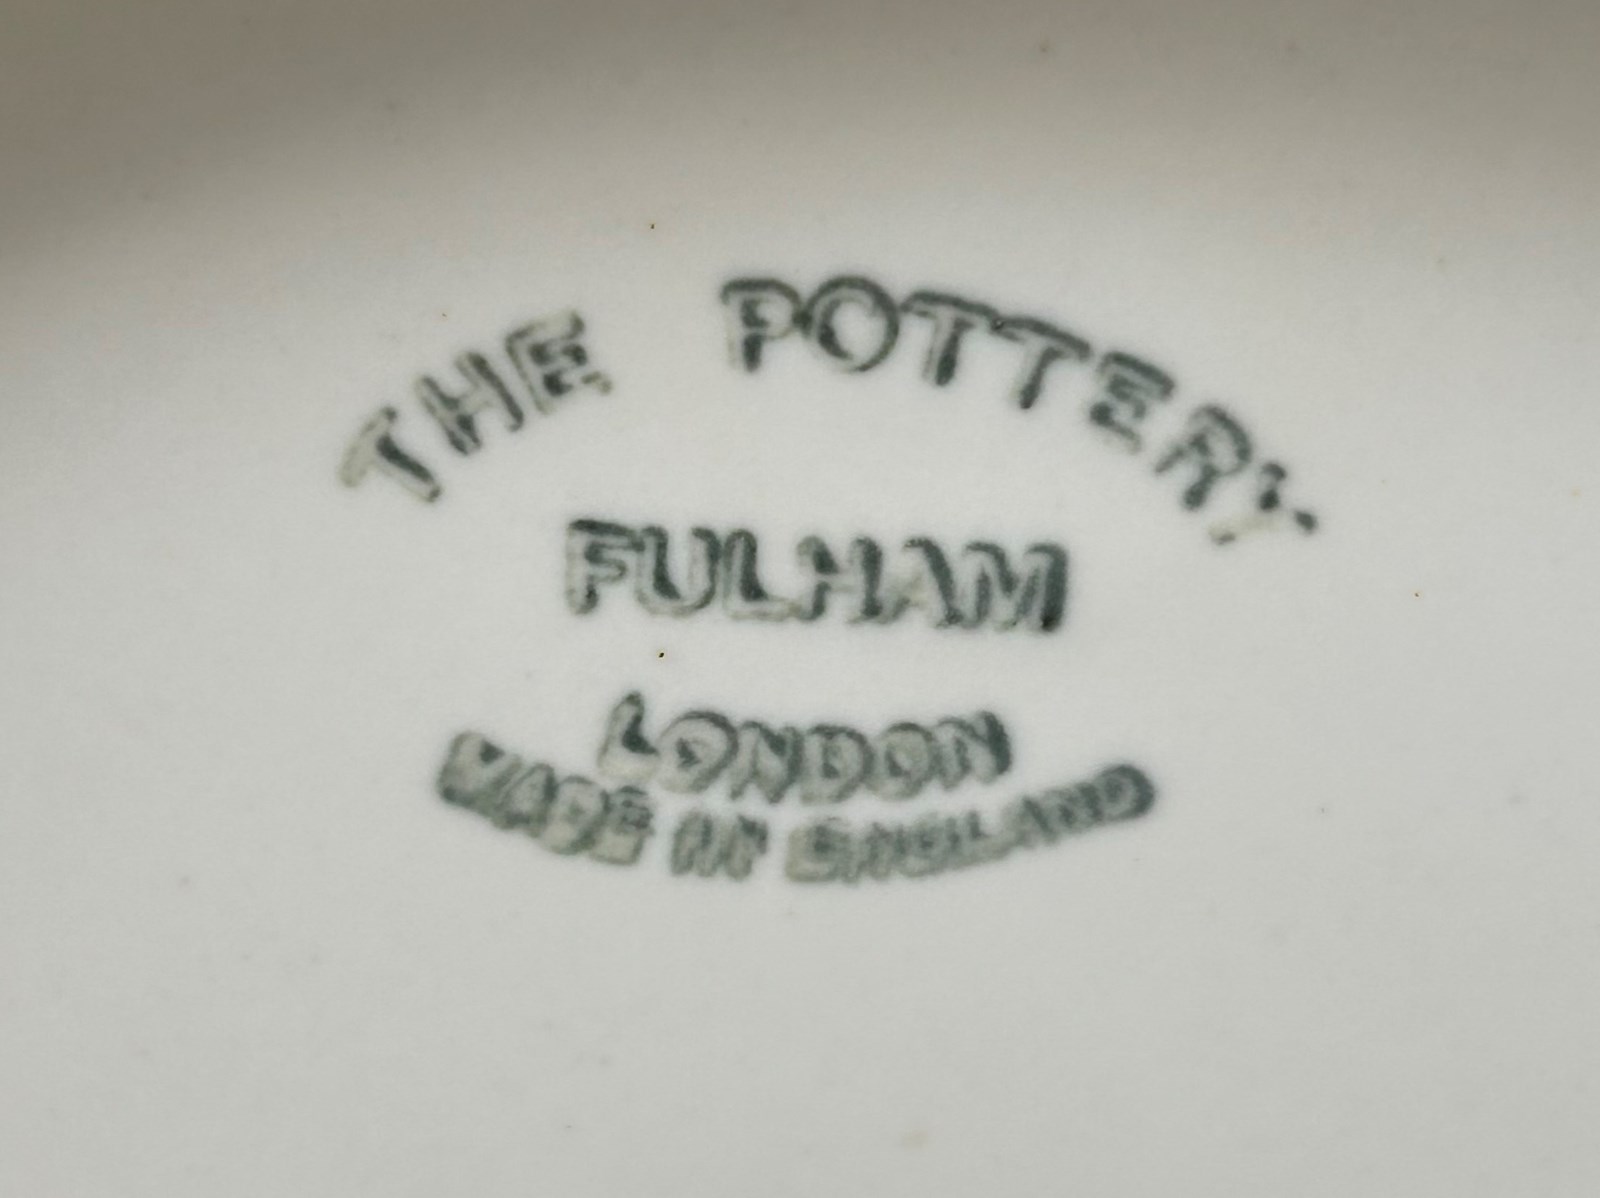 THE POTTERY
FULHAM
LONDON
MADE IN ENGLAND